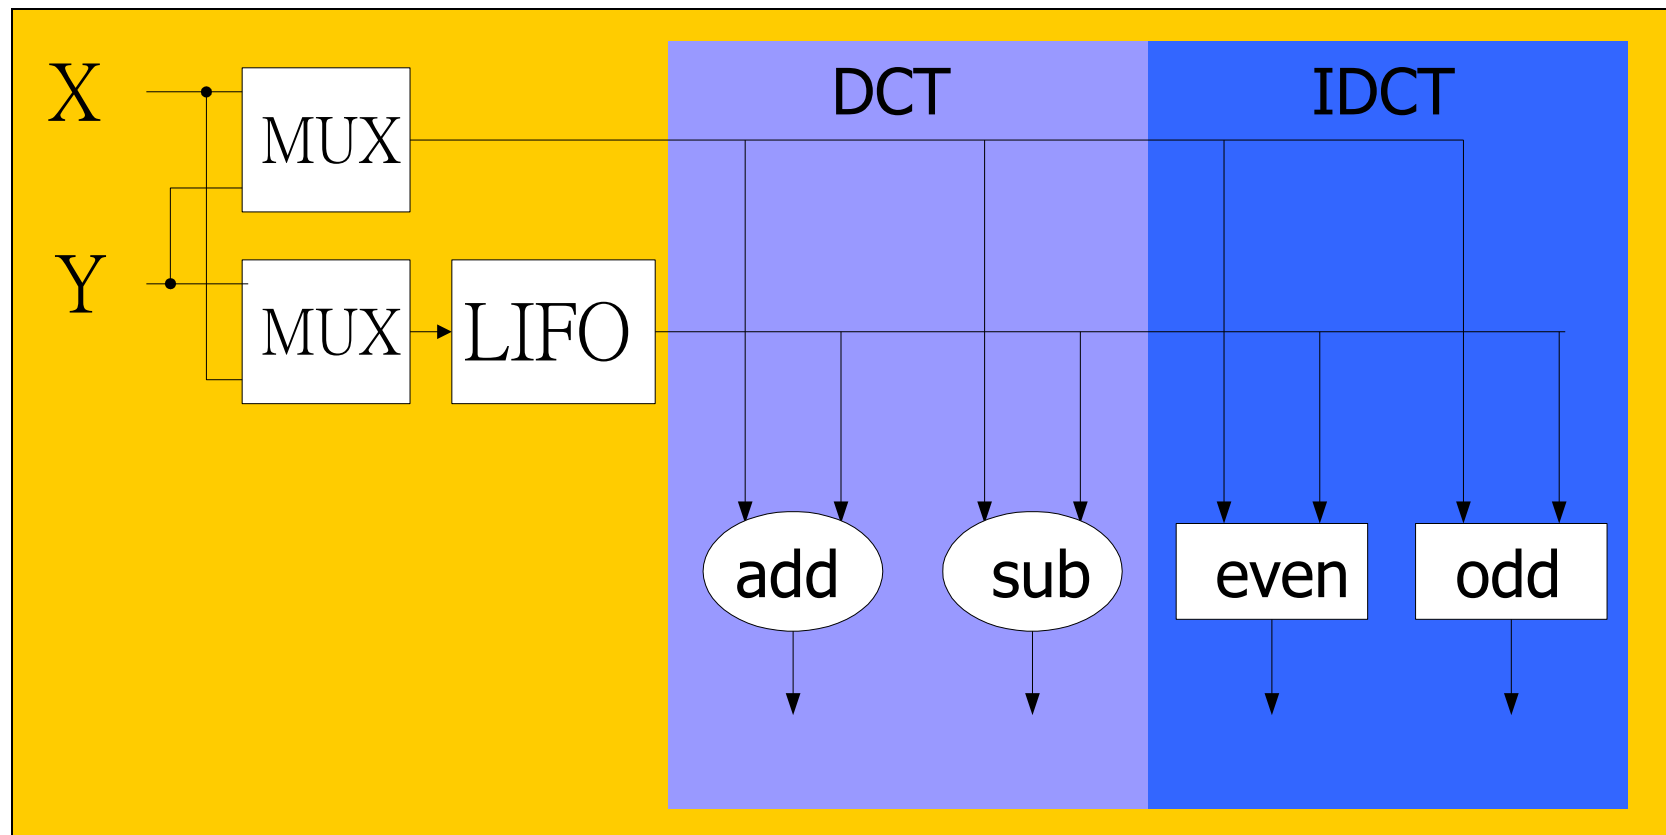 X
MUX
DCT
IDCT
Y
MUX
LIFO
add
sub
even
odd